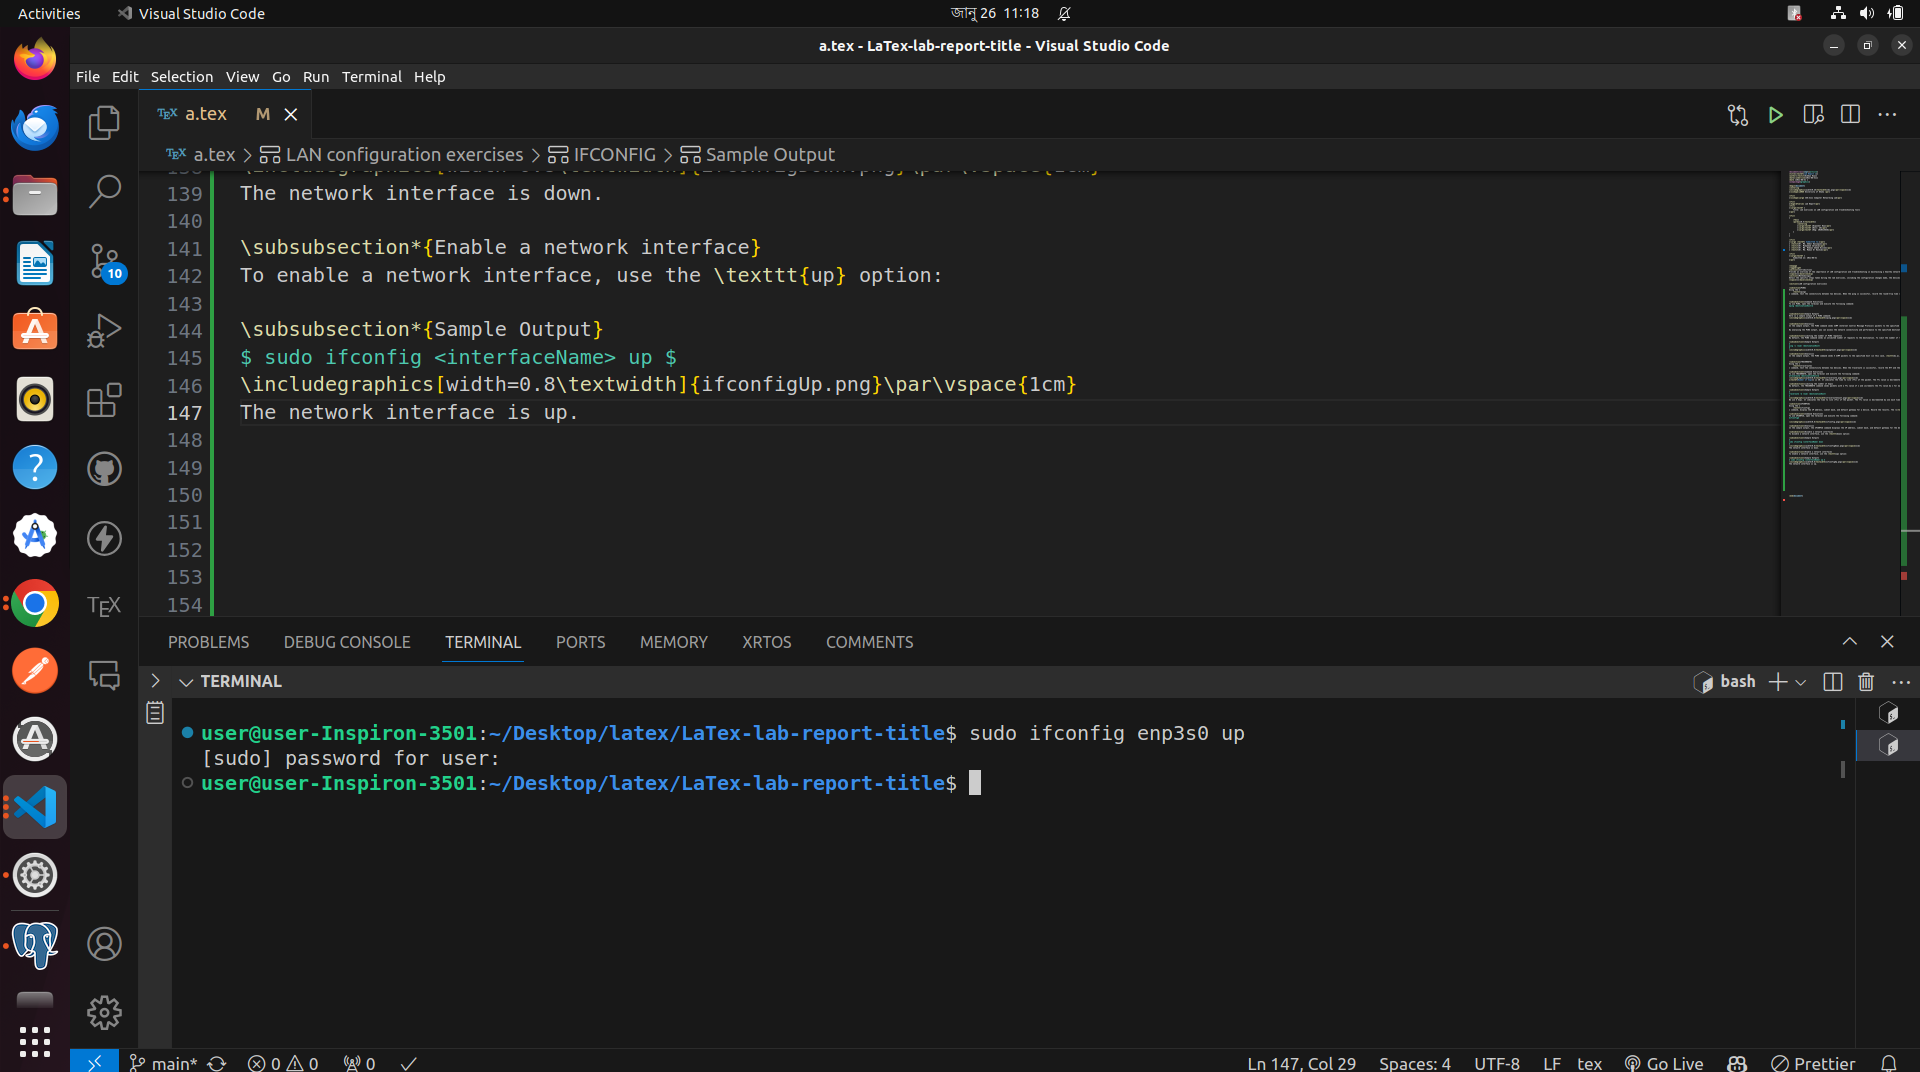 Activities
Visual Studio Code
জানু 26 11:18
a.tex - LaTex-lab-report-title - Visual Studio Code
File Edit Selection View Go Run Terminal Help
TEX a.tex M
TEX a.tex > LAN configuration exercises > IFCONFIG > Sample Output
139 The network interface is down.
140
141 \subsubsection*{Enable a network interface}
142 To enable a network interface, use the \texttt{up} option:
143
144 \subsubsection*{Sample Output}
145 $ sudo ifconfig <interfaceName> up $
146 \includegraphics[width=0.8\textwidth]{ifconfigUp.png}\par\vspace{1cm}
147 The network interface is up.
148
149
150
151
152
153
154
10
TEX
PROBLEMS DEBUG CONSOLE TERMINAL PORTS MEMORY XRTOS COMMENTS
TERMINAL
bash
user@user-Inspiron-3501:~/Desktop/latex/LaTex-lab-report-title$ sudo ifconfig enp3s0 up
[sudo] password for user:
user@user-Inspiron-3501:~/Desktop/latex/LaTex-lab-report-title$
main* 0 0 0
Ln 147, Col 29 Spaces: 4 UTF-8 LF tex Go Live Prettier